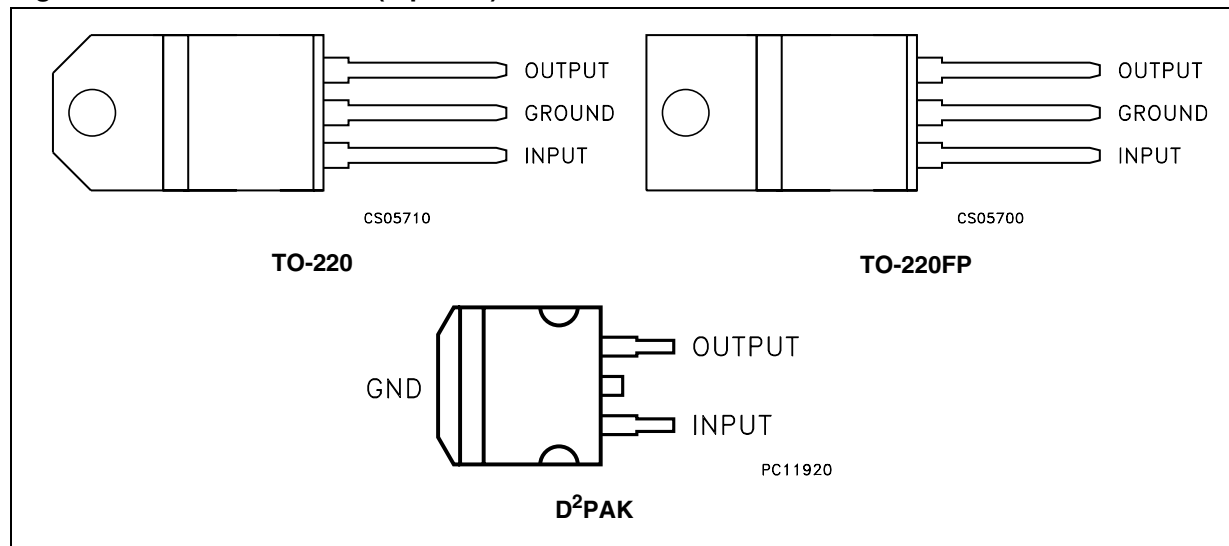 OUTPUT
GROUND
INPUT
CS05710
TO-220
OUTPUT
GROUND
INPUT
CS05700
TO-220FP
GND
OUTPUT
INPUT
PC11920
D²PAK